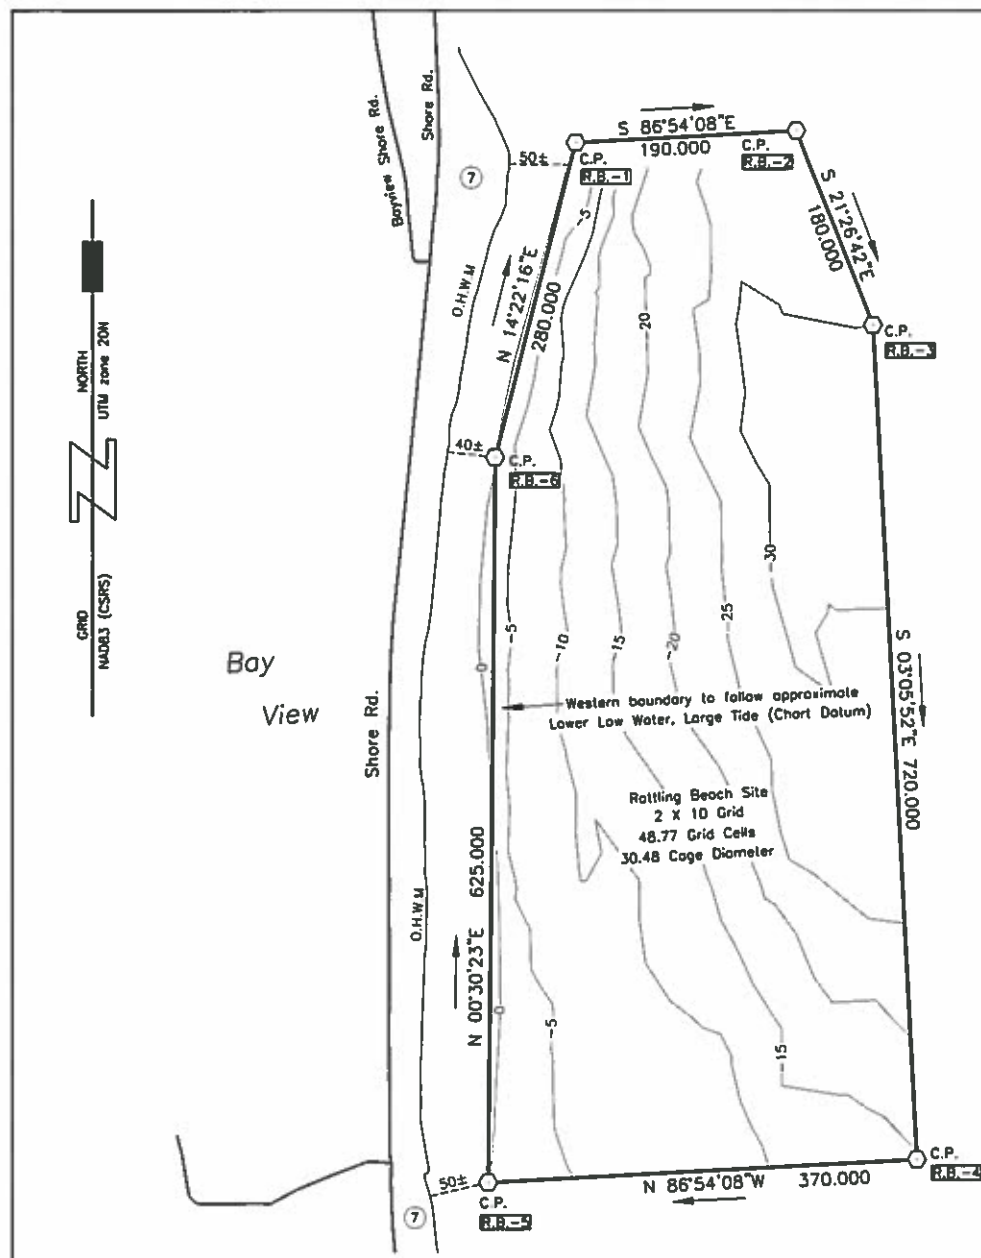 Bayview Shore Rd.
Shore Rd.
7
50±
S 86°54'08"E
190.000
C.P.
R.B.-1
C.P.
R.B.-2
S 21°26'42"E
180.000
C.P.
R.B.-3
O.H.W.M
N 14°22'16"E
280.000
-5
-20
NORTH
UTM zone 20N
GRID
NAD83 (CSRS)
40±
C.P.
R.B.-6
-30
-25
-5
-10
-15
-20
0
S 03°05'52"E 720.000
Bay
View
Western boundary to follow approximate
Lower Low Water, Large Tide (Chart Datum)
Shore Rd.
Rattling Beach Site
2 X 10 Grid
48.77 Grid Cells
30.48 Cage Diameter
O.H.W.M
N 00°30'23"E 625.000
0
-5
-15
50±
C.P.
R.B.-5
N 86°54'08"W 370.000
C.P.
R.B.-4
7